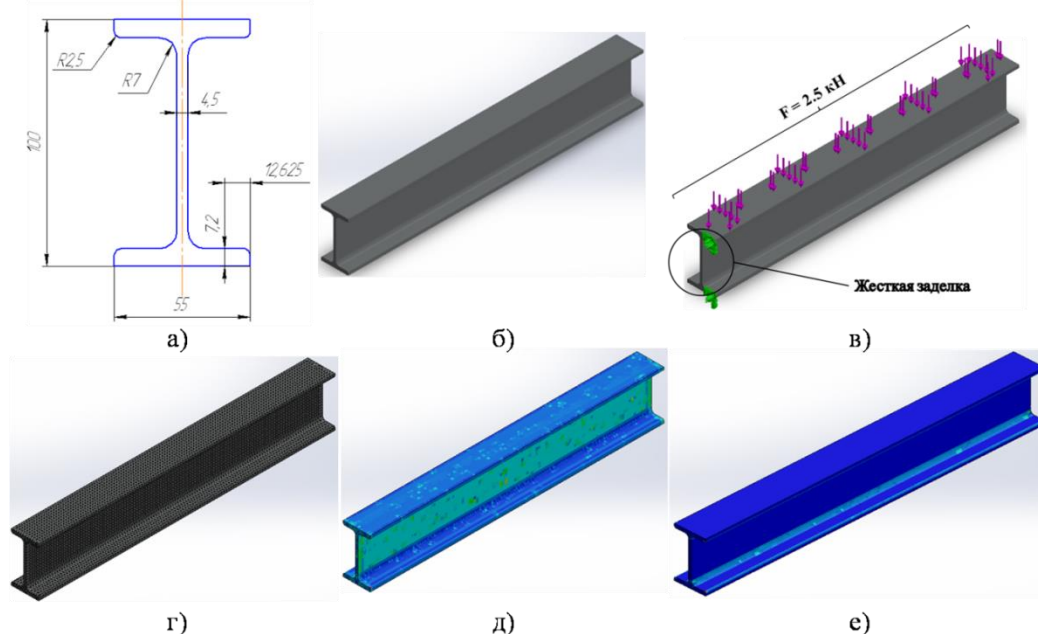 R2,5
R7
4,5
100
12,625
7,2
55
а)
б)
F = 2.5 кН
Жесткая заделка
в)
г)
д)
е)